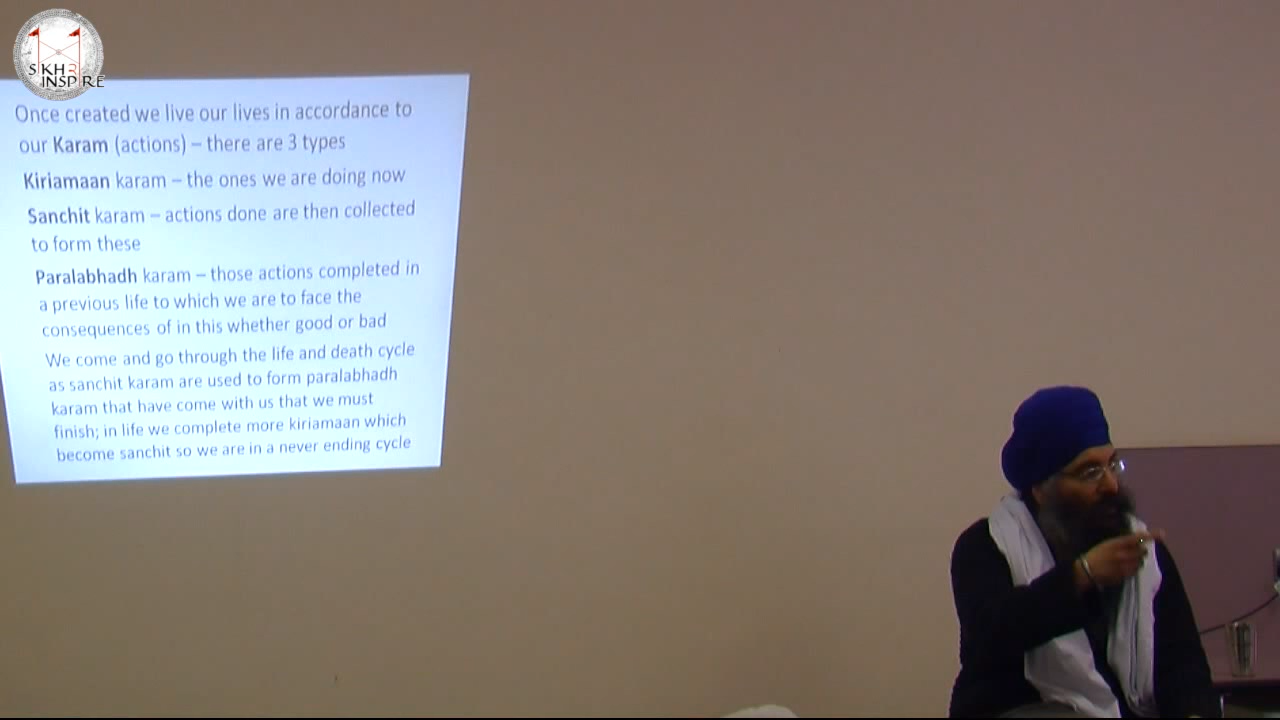 SIKH2
INSPIRE
Once created we live our lives in accordance to
our Karam (actions) – there are 3 types
Kiriamaan karam – the ones we are doing now
Sanchit karam – actions done are then collected
to form these
Paralabhadh karam – those actions completed in
a previous life to which we are to face the
consequences of in this whether good or bad
We come and go through the life and death cycle
as sanchit karam are used to form paralabhadh
karam that have come with us that we must
finish; in life we complete more kiriamaan which
become sanchit so we are in a never ending cycle